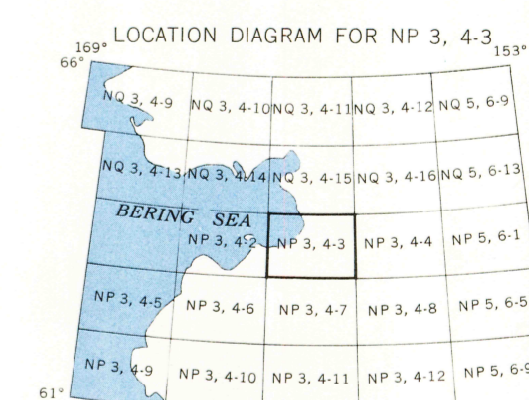 LOCATION DIAGRAM FOR NP 3, 4-3
169° 153°
66°
NQ 3, 4-9 NQ 3, 4-10 NQ 3, 4-11 NQ 3, 4-12 NQ 5, 6-9
NQ 3, 4-13 NQ 3, 4-14 NQ 3, 4-15 NQ 3, 4-16 NQ 5, 6-13
BERING SEA
NP 3, 4-2 NP 3, 4-3 NP 3, 4-4 NP 5, 6-1
NP 3, 4-5 NP 3, 4-6 NP 3, 4-7 NP 3, 4-8 NP 5, 6-5
NP 3, 4-9 NP 3, 4-10 NP 3, 4-11 NP 3, 4-12 NP 5, 6-9
61°